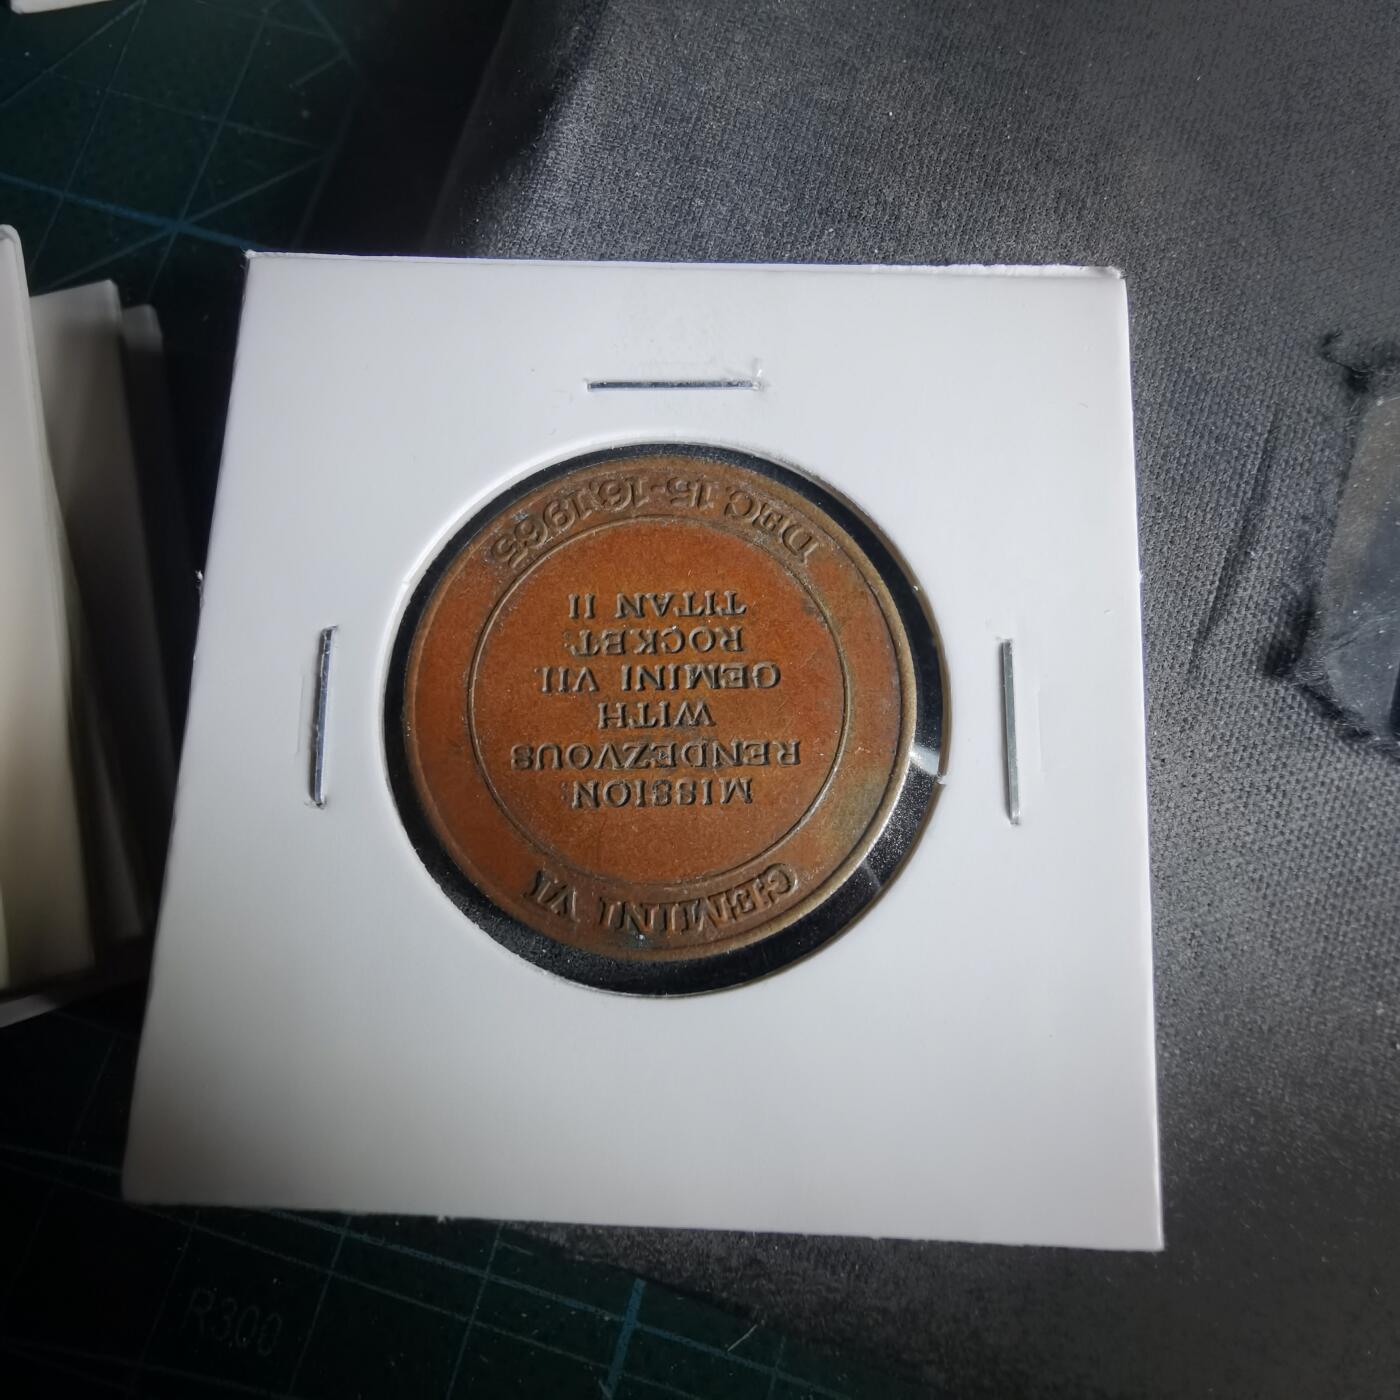 GEMINI VI
MISSION:
RENDEZVOUS
WITH
GEMINI VII.
ROCKET:
TITAN II
DEC. 15-16, 1965
R300